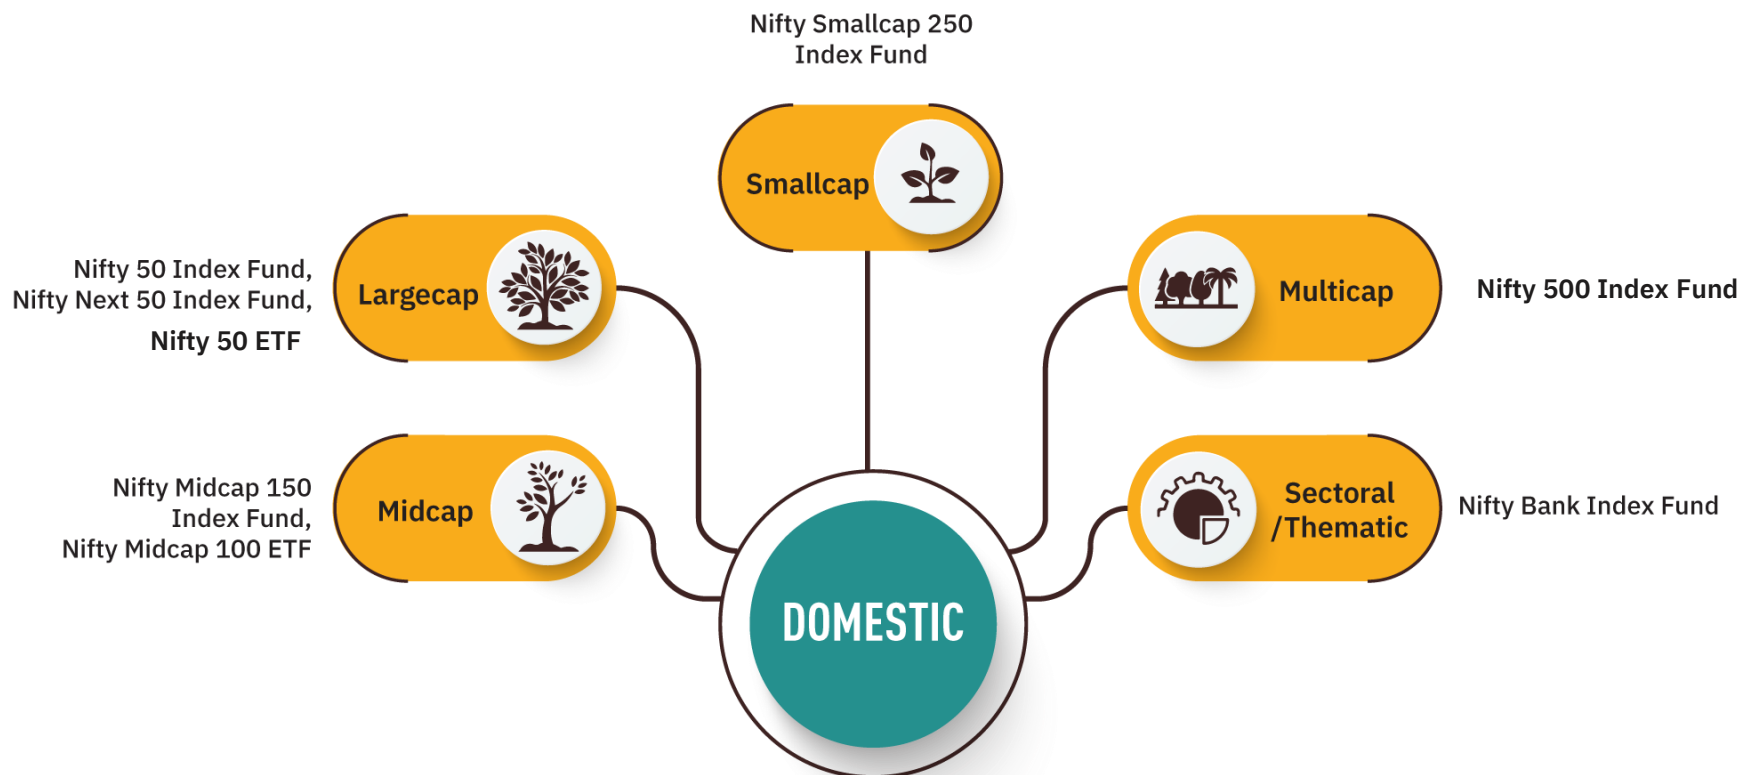 Nifty Smallcap 250
Index Fund
Smallcap
Nifty 50 Index Fund,
Nifty Next 50 Index Fund,
Nifty 50 ETF
Largecap
Multicap
Nifty 500 Index Fund
Nifty Midcap 150
Index Fund,
Nifty Midcap 100 ETF
Midcap
Sectoral
/Thematic
Nifty Bank Index Fund
DOMESTIC